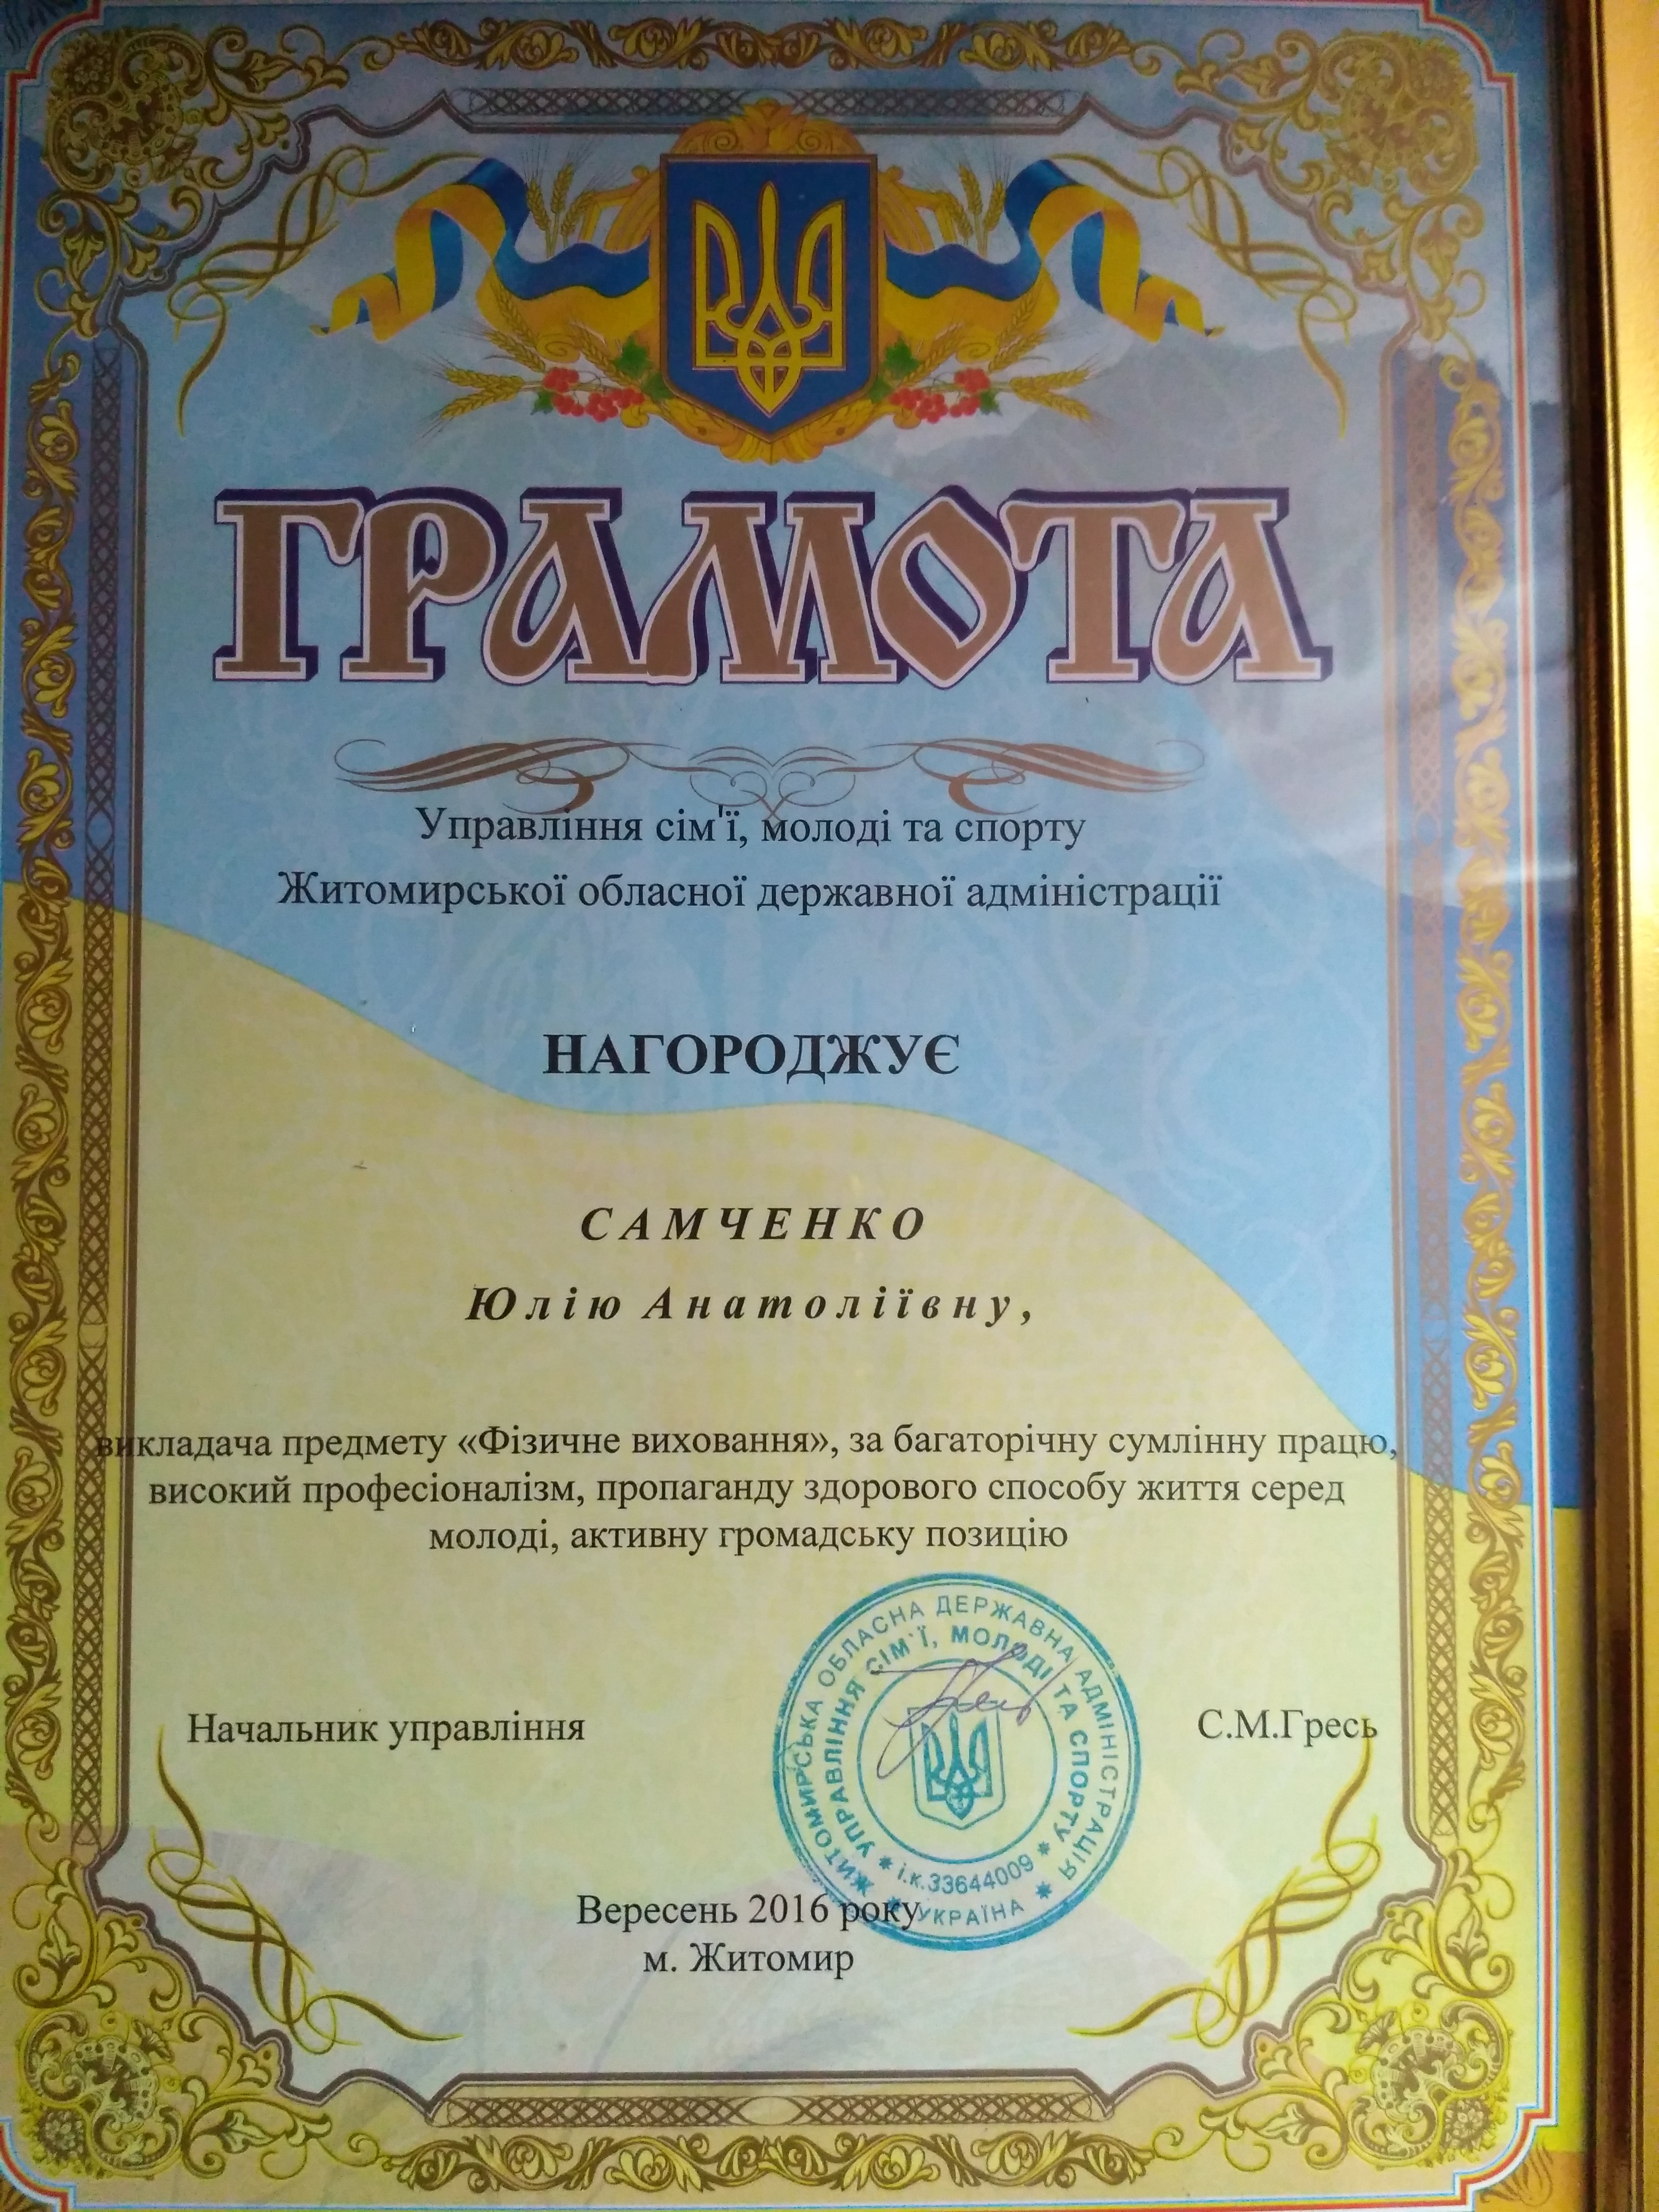 ГРАМОТА
Управління сім'ї, молоді та спорту
Житомирської обласної державної адміністрації
НАГОРОДЖУЄ
САМЧЕНКО
Юлію Анатоліївну,
викладача предмету «Фізичне виховання», за багаторічну сумлінну працю,
високий професіоналізм, пропаганду здорового способу життя серед
молоді, активну громадську позицію
Начальник управління
С.М.Гресь
ЖИТОМИРСЬКА ОБЛАСНА ДЕРЖАВНА АДМІНІСТРАЦІЯ
УПРАВЛІННЯ СІМ'Ї, МОЛОДІ ТА СПОРТУ
і.к.33644009
УКРАЇНА
Вересень 2016 року
м. Житомир